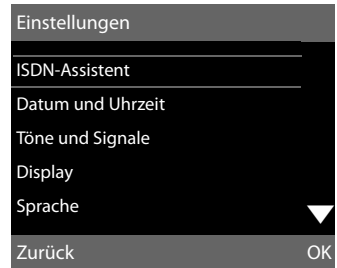 Einstellungen
ISDN-Assistent
Datum und Uhrzeit
Töne und Signale
Display
Sprache
Zurück OK